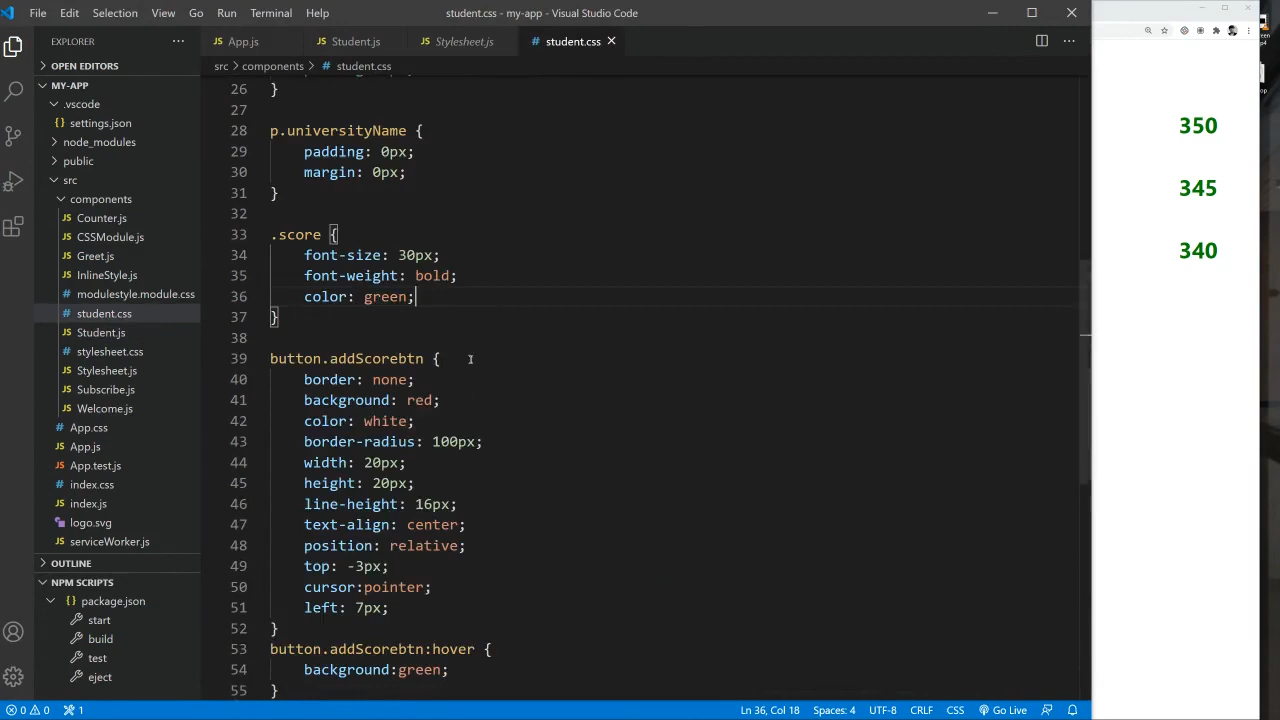 File Edit Selection View Go Run Terminal Help student.css - my-app - Visual Studio Code
EXPLORER
App.js Student.js Stylesheet.js # student.css
OPEN EDITORS
src > components > # student.css
MY-APP
.vscode
{} settings.json
node_modules
public
src
components
JS Counter.js
JS CSSModule.js
JS Greet.js
JS InlineStyle.js
# modulestyle.module.css
# student.css
JS Student.js
# stylesheet.css
JS Stylesheet.js
JS Subscribe.js
JS Welcome.js
# App.css
JS App.js
JS App.test.js
# index.css
JS index.js
logo.svg
JS serviceWorker.js
OUTLINE
NPM SCRIPTS
{} package.json
start
build
test
eject
26 }
27
28 p.universityName {
29 padding: 0px;
30 margin: 0px;
31 }
32
33 .score {
34 font-size: 30px;
35 font-weight: bold;
36 color: green;
37 }
38
39 button.addScorebtn {
40 border: none;
41 background: red;
42 color: white;
43 border-radius: 100px;
44 width: 20px;
45 height: 20px;
46 line-height: 16px;
47 text-align: center;
48 position: relative;
49 top: -3px;
50 cursor:pointer;
51 left: 7px;
52 }
53 button.addScorebtn:hover {
54 background:green;
55 }
350
345
340
0 0 1 Ln 36, Col 18 Spaces: 4 UTF-8 CRLF CSS Go Live